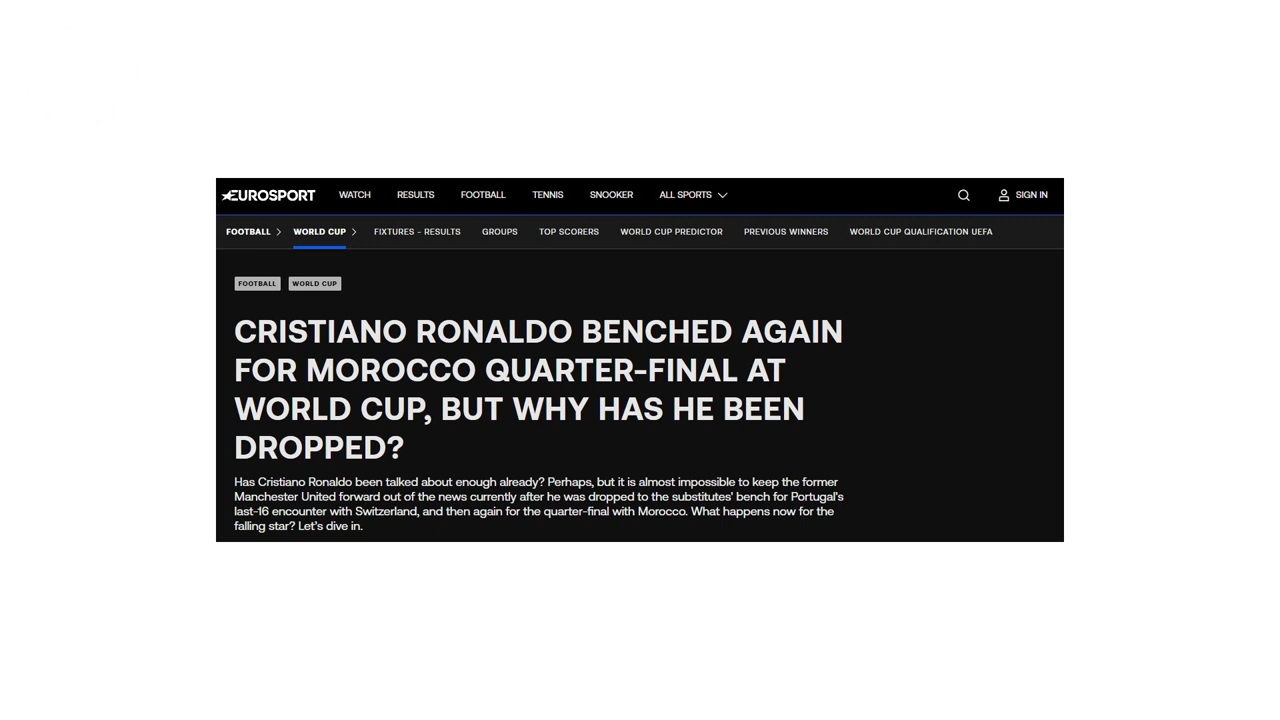 EUROSPORT WATCH RESULTS FOOTBALL TENNIS SNOOKER ALL SPORTS SIGN IN
FOOTBALL WORLD CUP FIXTURES - RESULTS GROUPS TOP SCORERS WORLD CUP PREDICTOR PREVIOUS WINNERS WORLD CUP QUALIFICATION UEFA
FOOTBALL WORLD CUP
CRISTIANO RONALDO BENCHED AGAIN
FOR MOROCCO QUARTER-FINAL AT
WORLD CUP, BUT WHY HAS HE BEEN
DROPPED?
Has Cristiano Ronaldo been talked about enough already? Perhaps, but it is almost impossible to keep the former
Manchester United forward out of the news currently after he was dropped to the substitutes' bench for Portugal's
last-16 encounter with Switzerland, and then again for the quarter-final with Morocco. What happens now for the
falling star? Let's dive in.